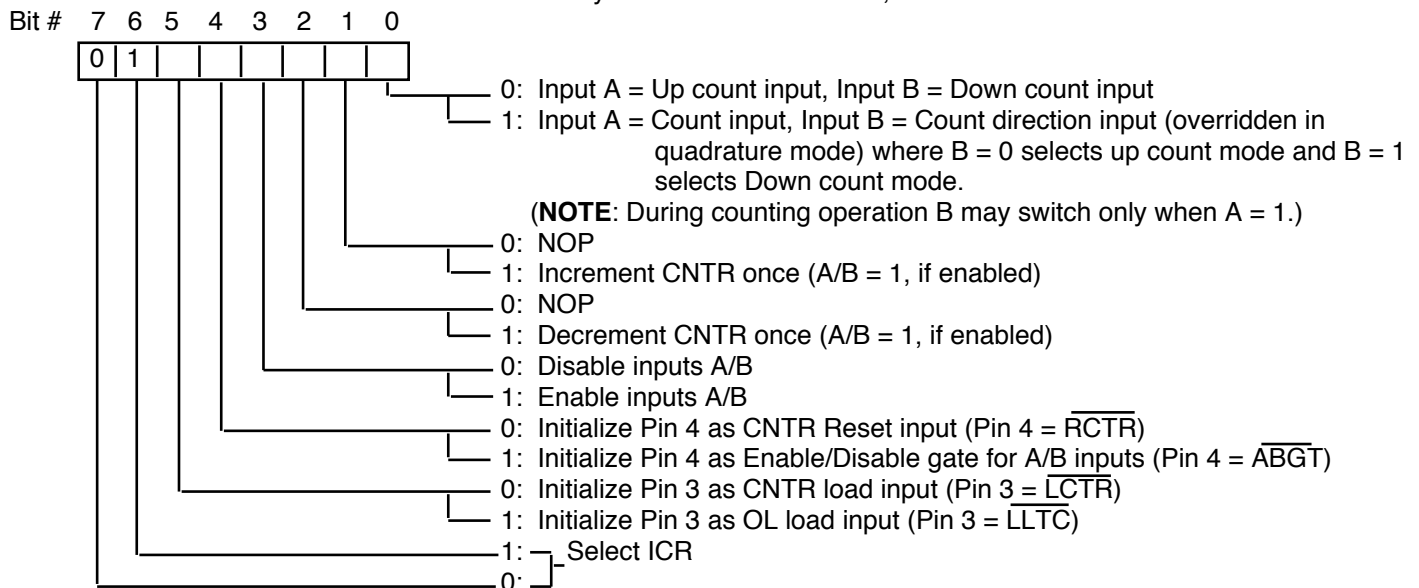 Bit # 7 6 5 4 3 2 1 0
0 1
0: Input A = Up count input, Input B = Down count input
1: Input A = Count input, Input B = Count direction input (overridden in
quadrature mode) where B = 0 selects up count mode and B = 1
selects Down count mode.
(NOTE: During counting operation B may switch only when A = 1.)
0: NOP
1: Increment CNTR once (A/B = 1, if enabled)
0: NOP
1: Decrement CNTR once (A/B = 1, if enabled)
0: Disable inputs A/B
1: Enable inputs A/B
0: Initialize Pin 4 as CNTR Reset input (Pin 4 = R̅C̅T̅R̅)
1: Initialize Pin 4 as Enable/Disable gate for A/B inputs (Pin 4 = A̅B̅G̅T̅)
0: Initialize Pin 3 as CNTR load input (Pin 3 = L̅C̅T̅R̅)
1: Initialize Pin 3 as OL load input (Pin 3 = L̅L̅T̅C̅)
1: Select ICR
0: